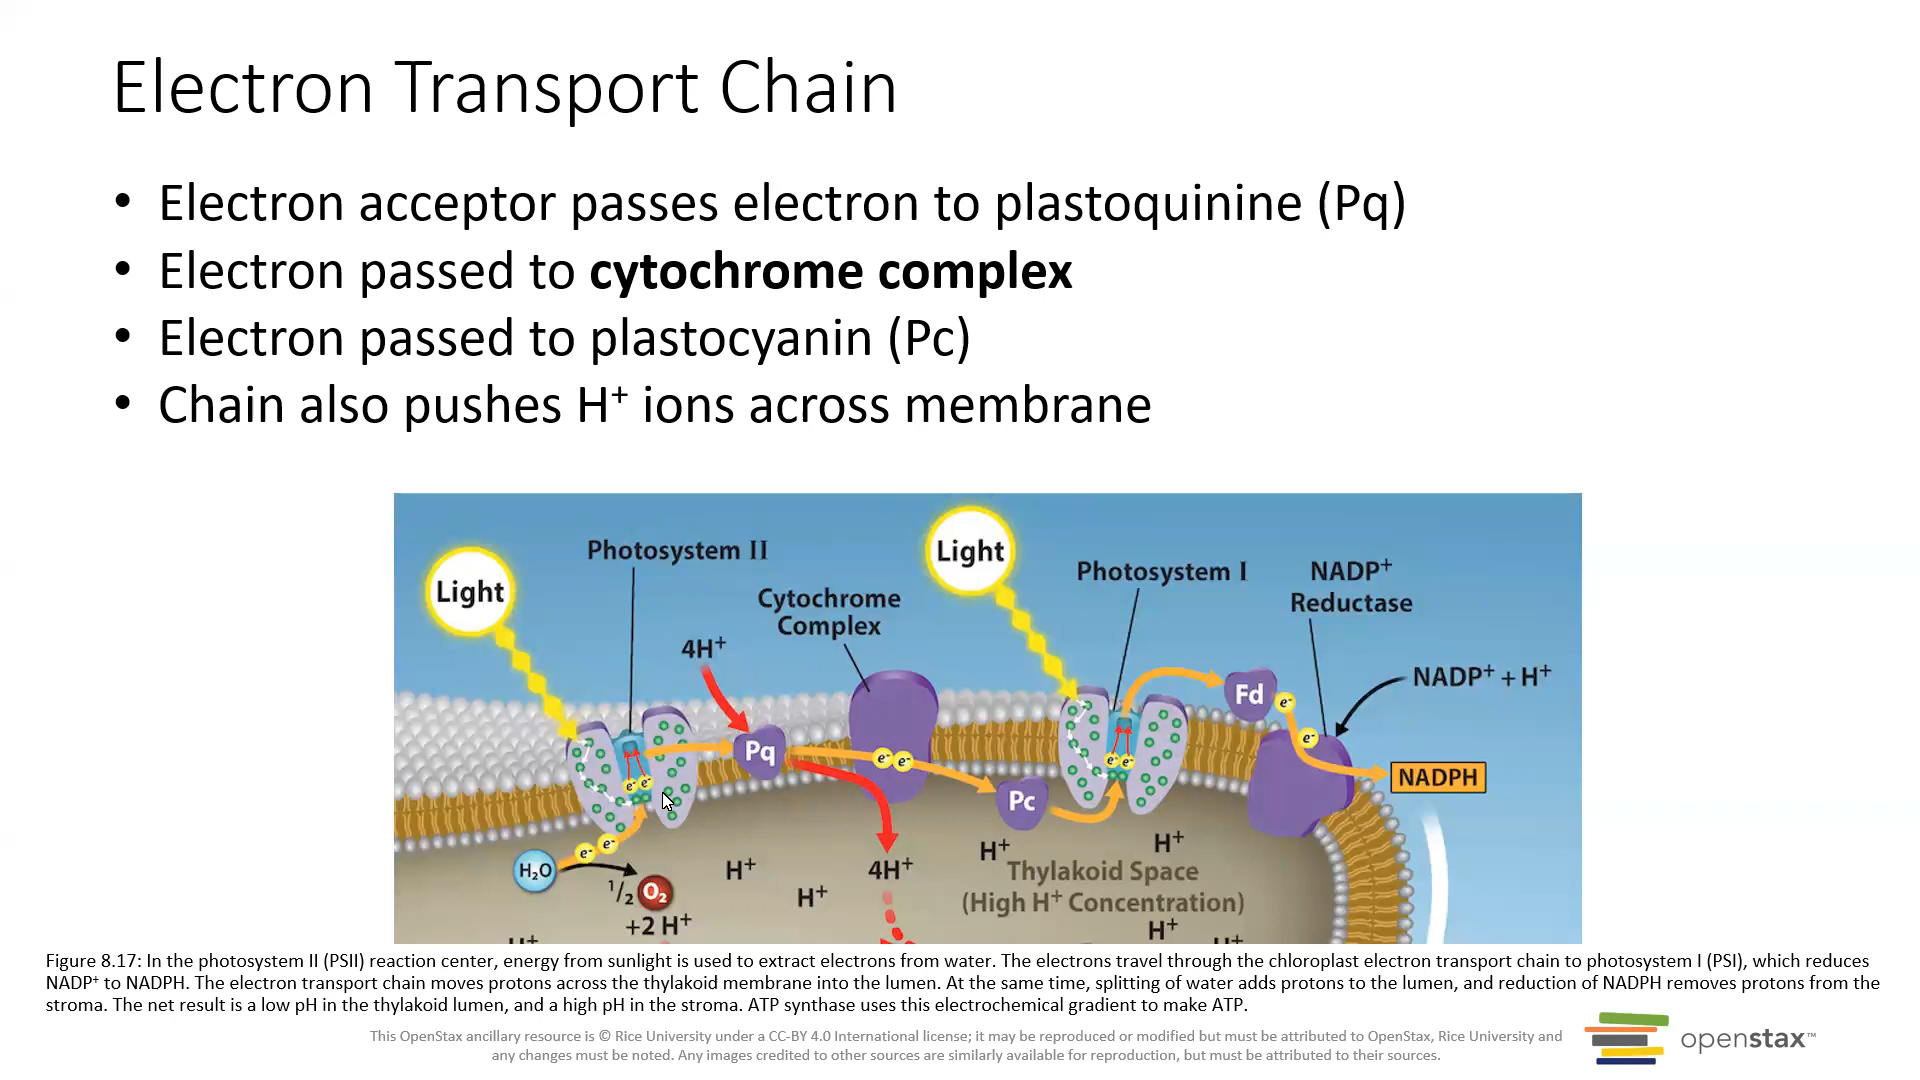 Electron Transport Chain
• Electron acceptor passes electron to plastoquinine (Pq)
• Electron passed to cytochrome complex
• Electron passed to plastocyanin (Pc)
• Chain also pushes H⁺ ions across membrane
Light
Photosystem II
Cytochrome
Complex
4H⁺
Light
Photosystem I
NADP⁺
Reductase
NADP⁺ + H⁺
Fd
e⁻
e⁻
NADPH
Pq
e⁻ e⁻
e⁻ e⁻
e⁻ e⁻
Pc
e⁻ e⁻
H₂O
1/2 O₂
+2 H⁺
H⁺
H⁺
4H⁺
H⁺
H⁺
Thylakoid Space
(High H⁺ Concentration)
H⁺
H⁺
H⁺
Figure 8.17: In the photosystem II (PSII) reaction center, energy from sunlight is used to extract electrons from water. The electrons travel through the chloroplast electron transport chain to photosystem I (PSI), which reduces
NADP⁺ to NADPH. The electron transport chain moves protons across the thylakoid membrane into the lumen. At the same time, splitting of water adds protons to the lumen, and reduction of NADPH removes protons from the
stroma. The net result is a low pH in the thylakoid lumen, and a high pH in the stroma. ATP synthase uses this electrochemical gradient to make ATP.
This OpenStax ancillary resource is © Rice University under a CC-BY 4.0 International license; it may be reproduced or modified but must be attributed to OpenStax, Rice University and
any changes must be noted. Any images credited to other sources are similarly available for reproduction, but must be attributed to their sources.
openstax™